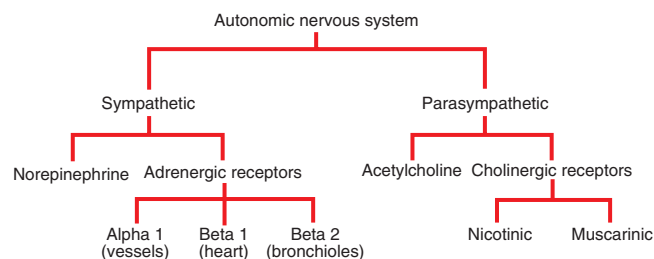 Autonomic nervous system
Sympathetic
Parasympathetic
Norepinephrine
Adrenergic receptors
Acetylcholine
Cholinergic receptors
Alpha 1
(vessels)
Beta 1
(heart)
Beta 2
(bronchioles)
Nicotinic
Muscarinic